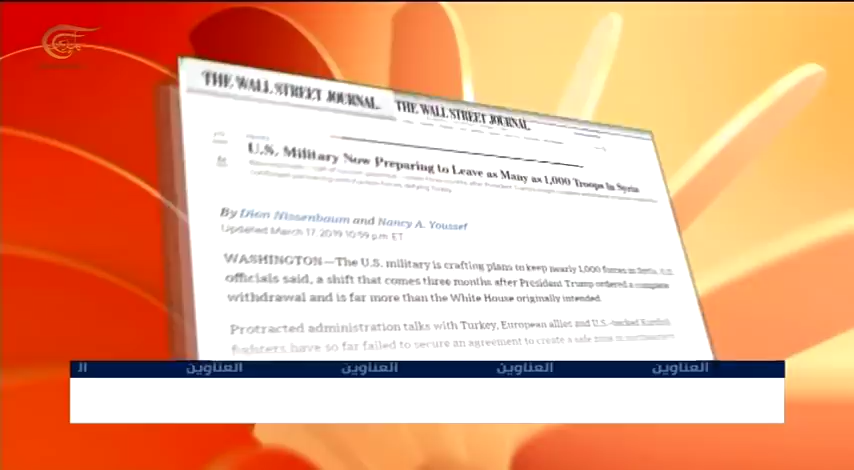 THE WALL STREET JOURNAL.
THE WALL STREET JOURNAL.
U.S. Military Now Preparing to Leave as Many as 1,000 Troops In Syria
By Dion Nissenbaum and Nancy A. Youssef
Updated March 17, 2019 10:59 p.m. ET
WASHINGTON—The U.S. military is crafting plans to keep nearly 1,000 forces in Syria, U.S.
officials said, a shift that comes three months after President Trump ordered a complete
withdrawal and is far more than the White House originally intended.
Protracted administration talks with Turkey, European allies and U.S.-backed Kurdish
fighters have so far failed to secure an agreement to create a safe zone in northeastern
العناوين العناوين العناوين العناوين ال